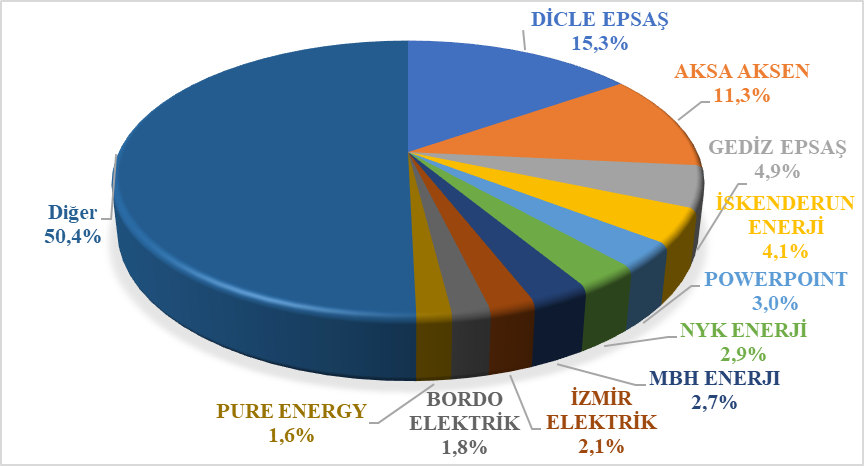 DİCLE EPSAŞ
15,3%
AKSA AKSEN
11,3%
GEDİZ EPSAŞ
4,9%
İSKENDERUN
ENERJİ
4,1%
POWERPOINT
3,0%
NYK ENERJİ
2,9%
MBH ENERJI
2,7%
İZMİR
ELEKTRİK
2,1%
BORDO
ELEKTRİK
1,8%
PURE ENERGY
1,6%
Diğer
50,4%